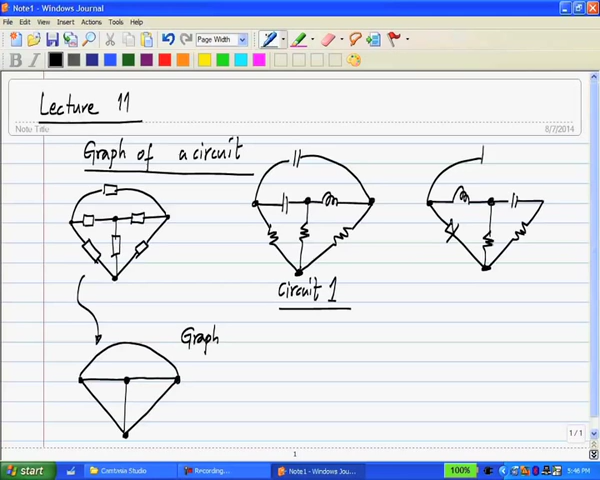 Note1 - Windows Journal
File Edit View Insert Actions Tools Help
Page Width
B I
Lecture 11
Note Title
8/7/2014
Graph of a circuit
Circuit 1
Graph
1/1
1
start
Camtasia Studio
Recording...
Note1 - Windows Jour...
100%
5:46 PM